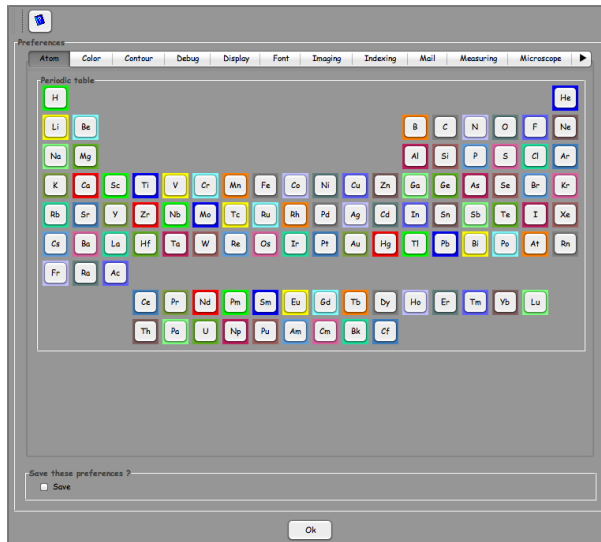 Preferences
Atom Color Contour Debug Display Font Imaging Indexing Mail Measuring Microscope
Periodic table
H He
Li Be B C N O F Ne
Na Mg Al Si P S Cl Ar
K Ca Sc Ti V Cr Mn Fe Co Ni Cu Zn Ga Ge As Se Br Kr
Rb Sr Y Zr Nb Mo Tc Ru Rh Pd Ag Cd In Sn Sb Te I Xe
Cs Ba La Hf Ta W Re Os Ir Pt Au Hg Tl Pb Bi Po At Rn
Fr Ra Ac
Ce Pr Nd Pm Sm Eu Gd Tb Dy Ho Er Tm Yb Lu
Th Pa U Np Pu Am Cm Bk Cf
Save these preferences ?
Save
Ok